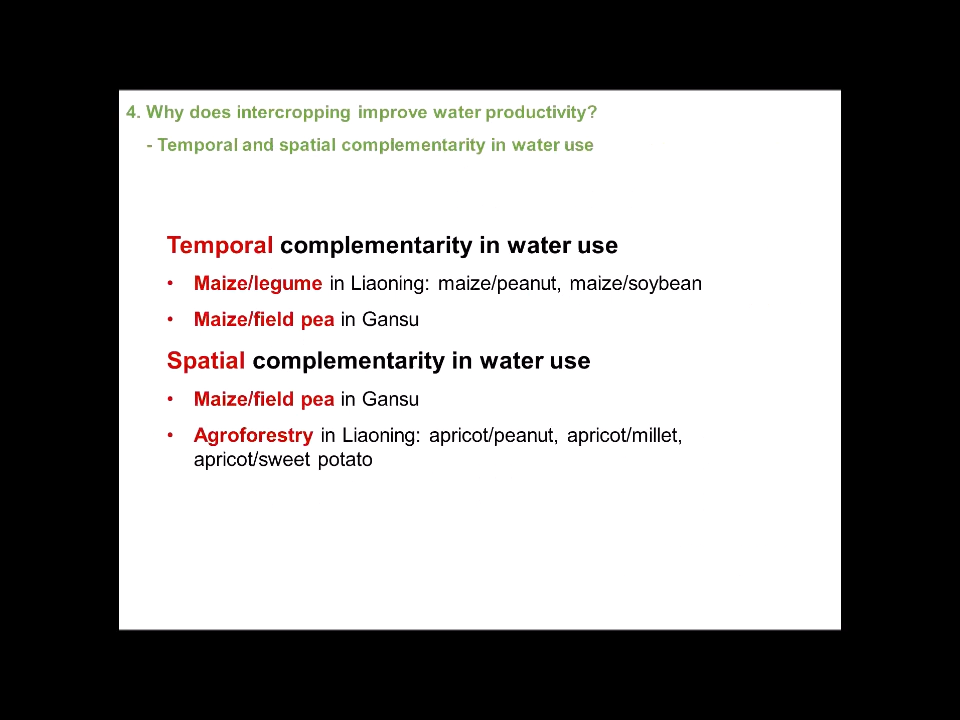 4. Why does intercropping improve water productivity?
- Temporal and spatial complementarity in water use
Temporal complementarity in water use
• Maize/legume in Liaoning: maize/peanut, maize/soybean
• Maize/field pea in Gansu
Spatial complementarity in water use
• Maize/field pea in Gansu
• Agroforestry in Liaoning: apricot/peanut, apricot/millet,
apricot/sweet potato